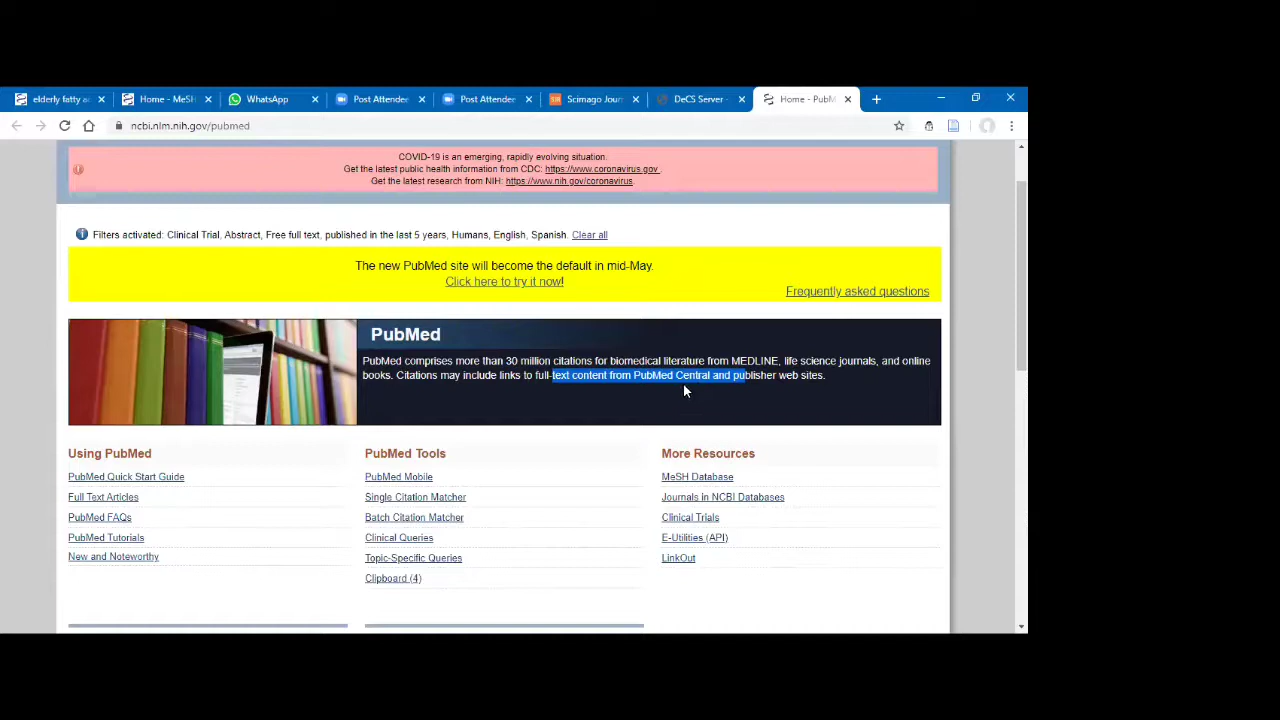 elderly fatty ac
Home - MeSH
WhatsApp
Post Attendee
Post Attendee
Scimago Journ
DeCS Server -
Home - PubM
ncbi.nlm.nih.gov/pubmed
COVID-19 is an emerging, rapidly evolving situation.
Get the latest public health information from CDC: https://www.coronavirus.gov .
Get the latest research from NIH: https://www.nih.gov/coronavirus.
Filters activated: Clinical Trial, Abstract, Free full text, published in the last 5 years, Humans, English, Spanish. Clear all
The new PubMed site will become the default in mid-May.
Click here to try it now!
Frequently asked questions
PubMed
PubMed comprises more than 30 million citations for biomedical literature from MEDLINE, life science journals, and online
books. Citations may include links to full-text content from PubMed Central and publisher web sites.
Using PubMed
PubMed Quick Start Guide
Full Text Articles
PubMed FAQs
PubMed Tutorials
New and Noteworthy
PubMed Tools
PubMed Mobile
Single Citation Matcher
Batch Citation Matcher
Clinical Queries
Topic-Specific Queries
Clipboard (4)
More Resources
MeSH Database
Journals in NCBI Databases
Clinical Trials
E-Utilities (API)
LinkOut